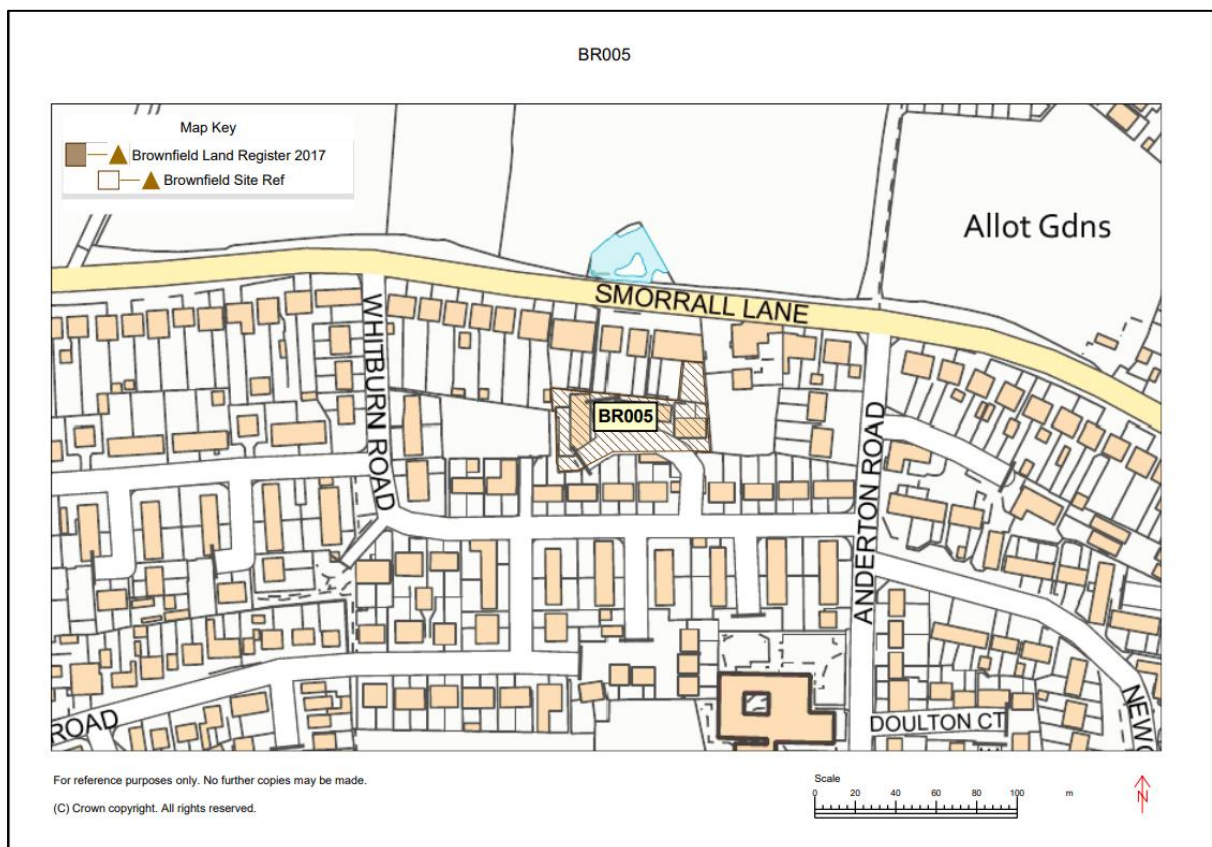 BR005
Map Key
Brownfield Land Register 2017
Brownfield Site Ref
Allot Gdns
SMORRALL LANE
WHITBURN ROAD
BR005
ANDERTON ROAD
ROAD
DOULTON CT
NEWD
For reference purposes only. No further copies may be made.
(C) Crown copyright. All rights reserved.
Scale
0 20 40 60 80 100 m
N